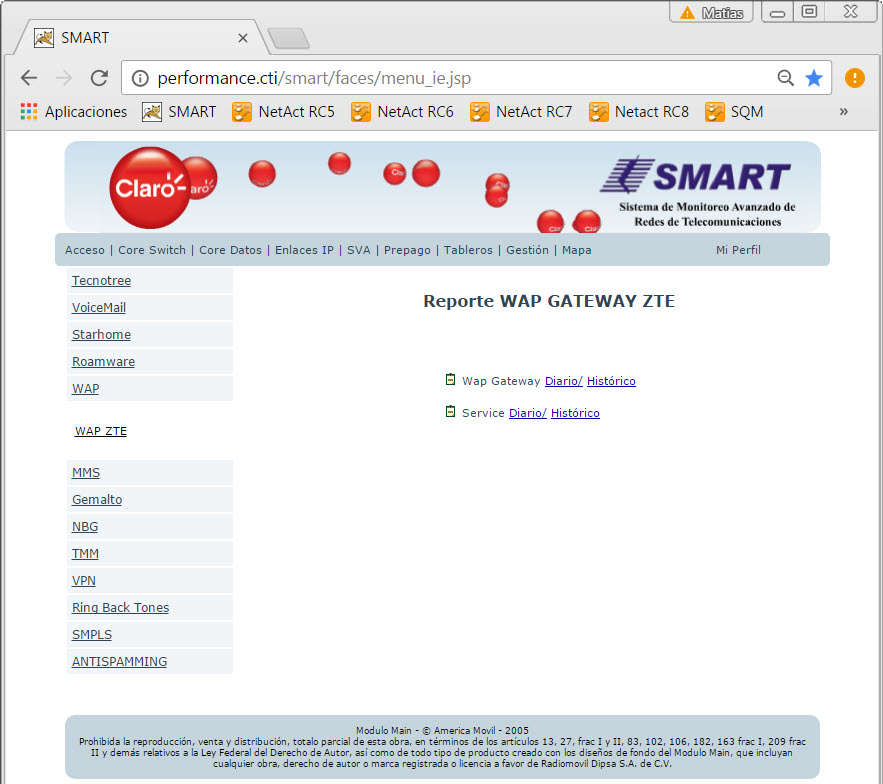 Matias
SMART
performance.cti/smart/faces/menu_ie.jsp
Aplicaciones SMART NetAct RC5 NetAct RC6 NetAct RC7 Netact RC8 SQM »
Claro
aro
Cla
SMART
Sistema de Monitoreo Avanzado de
Redes de Telecomunicaciones
Acceso | Core Switch | Core Datos | Enlaces IP | SVA | Prepago | Tableros | Gestión | Mapa Mi Perfil
Tecnotree
VoiceMail
Starhome
Roamware
WAP
WAP ZTE
MMS
Gemalto
NBG
TMM
VPN
Ring Back Tones
SMPLS
ANTISPAMMING
Reporte WAP GATEWAY ZTE
Wap Gateway Diario/ Histórico
Service Diario/ Histórico
Modulo Main - © America Movil - 2005
Prohibida la reproducción, venta y distribución, totalo parcial de esta obra, en términos de los artículos 13, 27, frac I y II, 83, 102, 106, 182, 163 frac I, 209 frac
II y demás relativos a la Ley Federal del Derecho de Autor, así como de todo tipo de producto creado con los diseños de fondo del Modulo Main, que incluyan
cualquier obra, derecho de autor o marca registrada o licencia a favor de Radiomovil Dipsa S.A. de C.V.